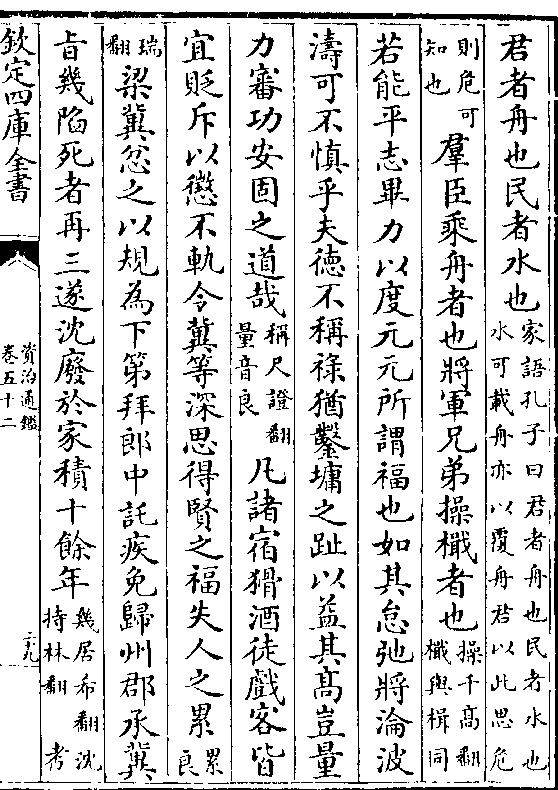 君者舟也民者水也家語孔子曰君者舟也民者水也
水可載舟亦以覆舟君以此思危
則危可
知也
羣臣乘舟者也將軍兄弟操檝者也操千高翻
檝與楫同
若能平志畢力以度元元所謂福也如其怠弛將淪波
濤可不慎乎夫德不稱祿猶鑿墉之趾以益其高豈量
力審功安固之道哉稱尺證翻
量音良
凡諸宿猾酒徒戲客皆
宜貶斥以懲不軌令冀等深思得賢之福失人之累累
良
瑞
翻
梁冀忿之以規為下第拜郎中託疾免歸州郡承冀
㫖幾陷死者再三遂沈廢於家積十餘年幾居希翻沈
持林翻 考
欽定四庫全書
資治通鑑
卷五十二
二十九